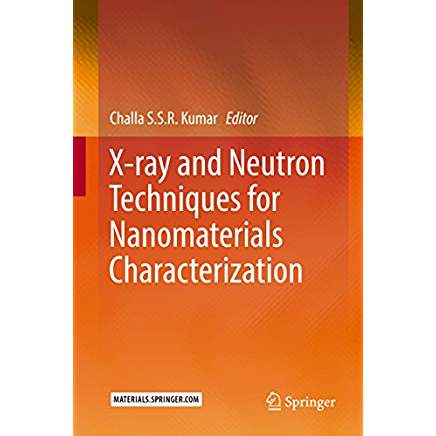 Challa S.S.R. Kumar Editor
X-ray and Neutron
Techniques for
Nanomaterials
Characterization
MATERIALS.SPRINGER.COM
Springer